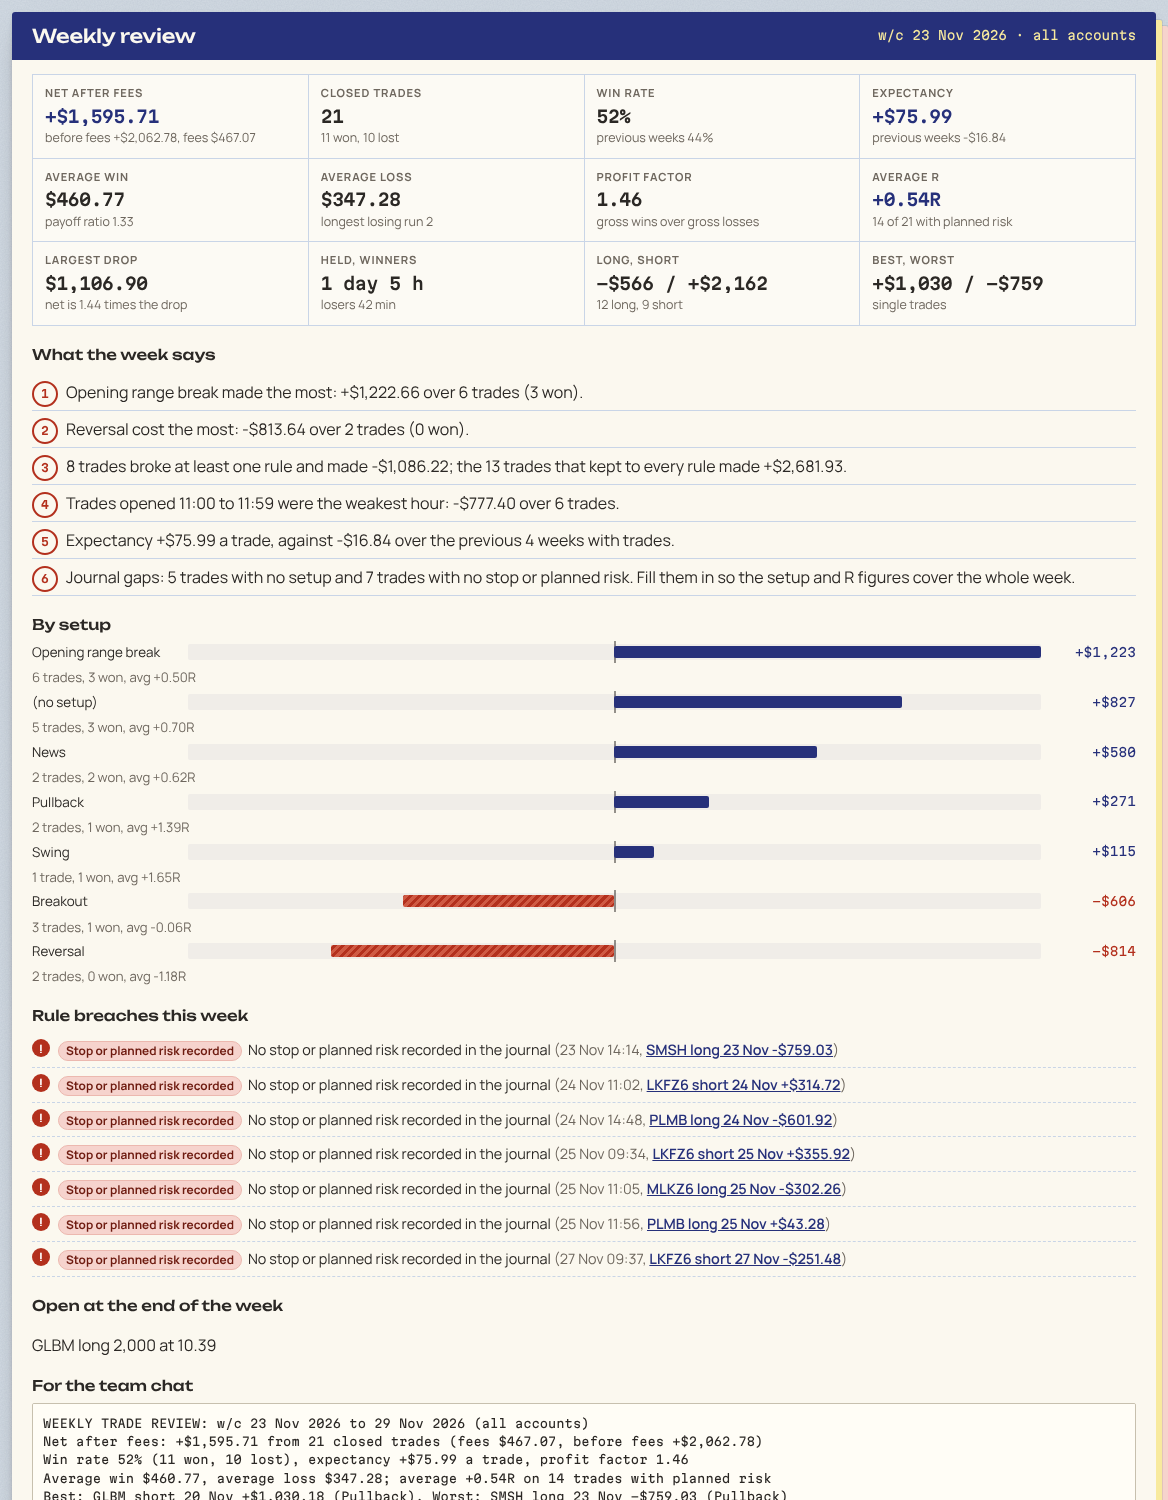 Weekly review
w/c 23 Nov 2026 · all accounts
NET AFTER FEES
+$1,595.71
before fees +$2,062.78, fees $467.07
CLOSED TRADES
21
11 won, 10 lost
WIN RATE
52%
previous weeks 44%
EXPECTANCY
+$75.99
previous weeks -$16.84
AVERAGE WIN
$460.77
payoff ratio 1.33
AVERAGE LOSS
$347.28
longest losing run 2
PROFIT FACTOR
1.46
gross wins over gross losses
AVERAGE R
+0.54R
14 of 21 with planned risk
LARGEST DROP
$1,106.90
net is 1.44 times the drop
HELD, WINNERS
1 day 5 h
losers 42 min
LONG, SHORT
−$566 / +$2,162
12 long, 9 short
BEST, WORST
+$1,030 / −$759
single trades
What the week says
1 Opening range break made the most: +$1,222.66 over 6 trades (3 won).
2 Reversal cost the most: -$813.64 over 2 trades (0 won).
3 8 trades broke at least one rule and made -$1,086.22; the 13 trades that kept to every rule made +$2,681.93.
4 Trades opened 11:00 to 11:59 were the weakest hour: -$777.40 over 6 trades.
5 Expectancy +$75.99 a trade, against -$16.84 over the previous 4 weeks with trades.
6 Journal gaps: 5 trades with no setup and 7 trades with no stop or planned risk. Fill them in so the setup and R figures cover the whole week.
By setup
Opening range break +$1,223
6 trades, 3 won, avg +0.50R
(no setup) +$827
5 trades, 3 won, avg +0.70R
News +$580
2 trades, 2 won, avg +0.62R
Pullback +$271
2 trades, 1 won, avg +1.39R
Swing +$115
1 trade, 1 won, avg +1.65R
Breakout −$606
3 trades, 1 won, avg -0.06R
Reversal −$814
2 trades, 0 won, avg -1.18R
Rule breaches this week
! Stop or planned risk recorded No stop or planned risk recorded in the journal (23 Nov 14:14, SMSH long 23 Nov -$759.03)
! Stop or planned risk recorded No stop or planned risk recorded in the journal (24 Nov 11:02, LKFZ6 short 24 Nov +$314.72)
! Stop or planned risk recorded No stop or planned risk recorded in the journal (24 Nov 14:48, PLMB long 24 Nov -$601.92)
! Stop or planned risk recorded No stop or planned risk recorded in the journal (25 Nov 09:34, LKFZ6 short 25 Nov +$355.92)
! Stop or planned risk recorded No stop or planned risk recorded in the journal (25 Nov 11:05, MLKZ6 long 25 Nov -$302.26)
! Stop or planned risk recorded No stop or planned risk recorded in the journal (25 Nov 11:56, PLMB long 25 Nov +$43.28)
! Stop or planned risk recorded No stop or planned risk recorded in the journal (27 Nov 09:37, LKFZ6 short 27 Nov -$251.48)
Open at the end of the week
GLBM long 2,000 at 10.39
For the team chat
WEEKLY TRADE REVIEW: w/c 23 Nov 2026 to 29 Nov 2026 (all accounts)
Net after fees: +$1,595.71 from 21 closed trades (fees $467.07, before fees +$2,062.78)
Win rate 52% (11 won, 10 lost), expectancy +$75.99 a trade, profit factor 1.46
Average win $460.77, average loss $347.28; average +0.54R on 14 trades with planned risk
Best: GLBM short 20 Nov +$1,030.18 (Pullback). Worst: SMSH long 23 Nov −$759.03 (Pullback)